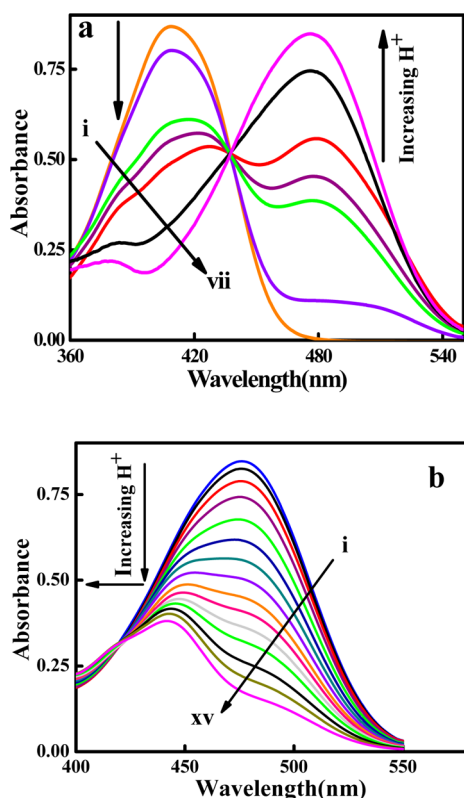 a
0.75
0.50
0.25
0.00
Absorbance
i
vii
Increasing H+
360 420 480 540
Wavelength(nm)
b
0.75
0.50
0.25
0.00
Absorbance
Increasing H+
i
xv
400 450 500 550
Wavelength(nm)